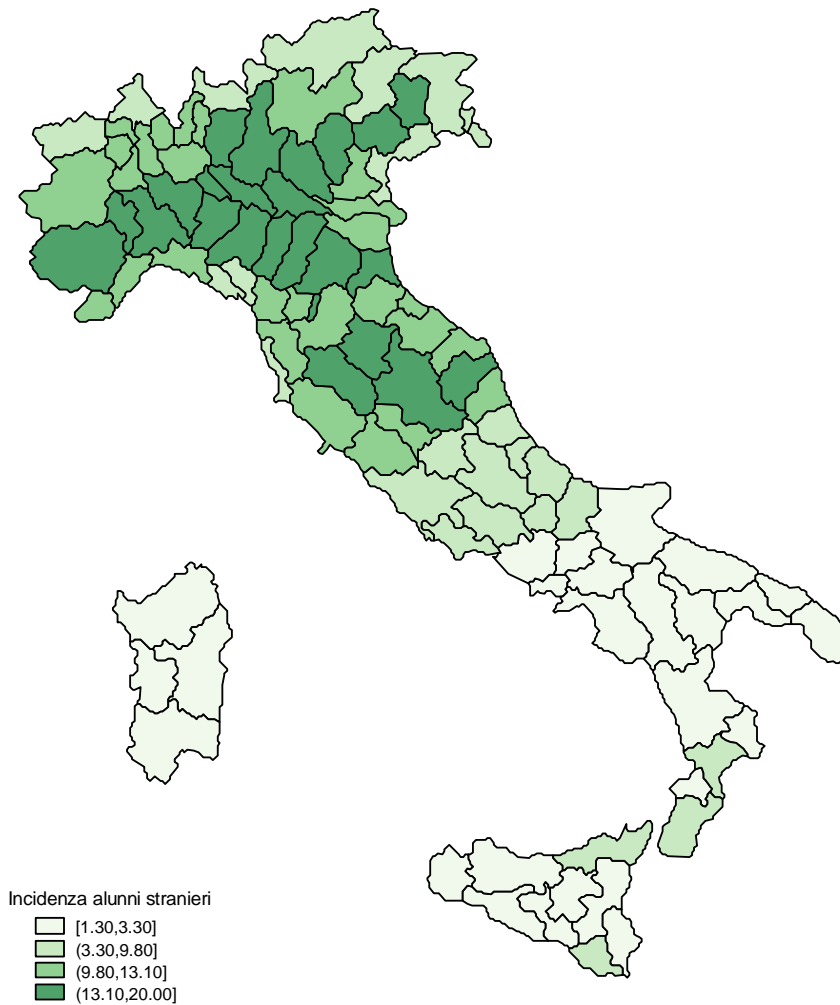 Incidenza alunni stranieri
[1.30,3.30]
(3.30,9.80]
(9.80,13.10]
(13.10,20.00]